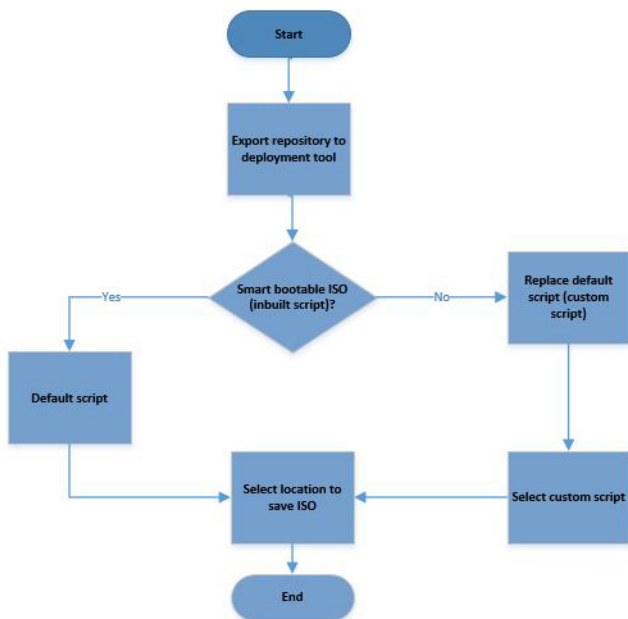 Start
Export repository to
deployment tool
Smart bootable ISO
(inbuilt script)?
Yes
No
Replace default
script (custom
script)
Default script
Select location to
save ISO
Select custom script
End